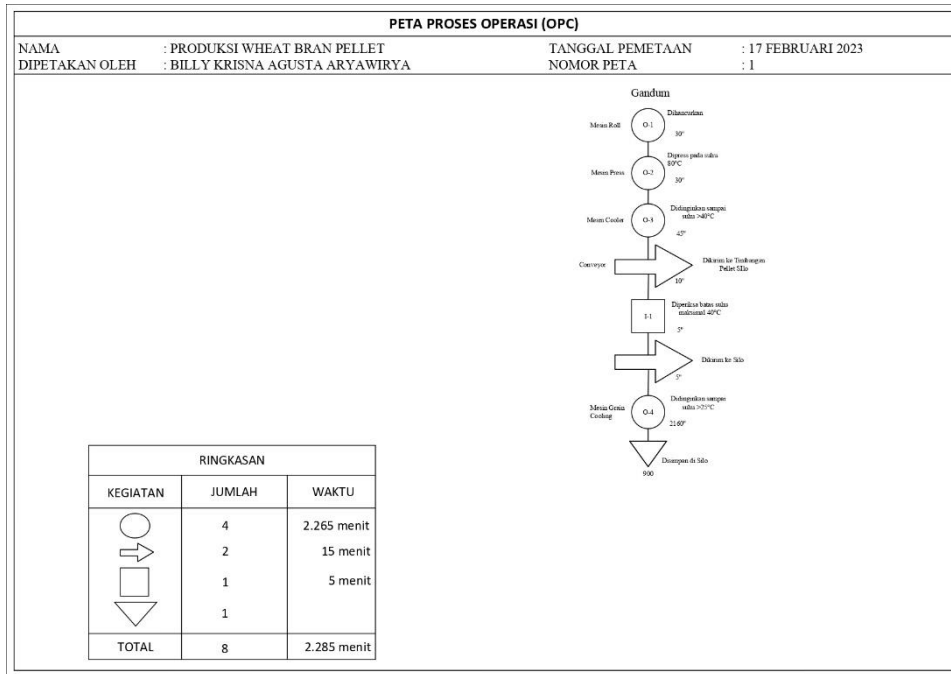 PETA PROSES OPERASI (OPC)
NAMA : PRODUKSI WHEAT BRAN PELLET
DIPETAKAN OLEH : BILLY KRISNA AGUSTA ARYAWIRYA
TANGGAL PEMETAAN : 17 FEBRUARI 2023
NOMOR PETA : 1
Gandum
Mesin Roll
O-1
Dihancurkan
30"
Mesin Press
O-2
Dipress pada suhu
80°C
30"
Mesin Cooler
O-3
Didinginkan sampai
suhu >40°C
45"
Conveyor
Dikirim ke Timbangan
Pellet SIlo
10"
I-1
Diperiksa batas suhu
maksimal 40°C
5"
Dikirim ke Silo
5"
Mesin Grain
Cooling
O-4
Didinginkan sampai
suhu >25°C
2160"
Disimpan di Silo
900
RINGKASAN
KEGIATAN JUMLAH WAKTU
4 2.265 menit
2 15 menit
1 5 menit
1
TOTAL 8 2.285 menit